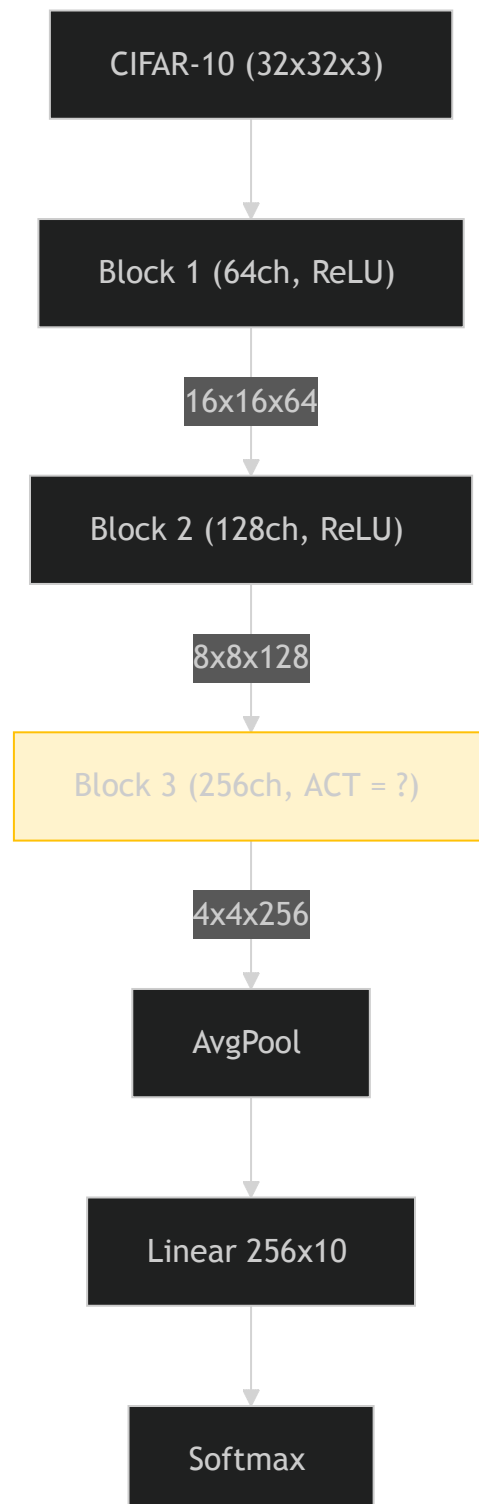 CIFAR-10 (32x32x3)
Block 1 (64ch, ReLU)
16x16x64
Block 2 (128ch, ReLU)
8x8x128
Block 3 (256ch, ACT = ?)
4x4x256
AvgPool
Linear 256x10
Softmax